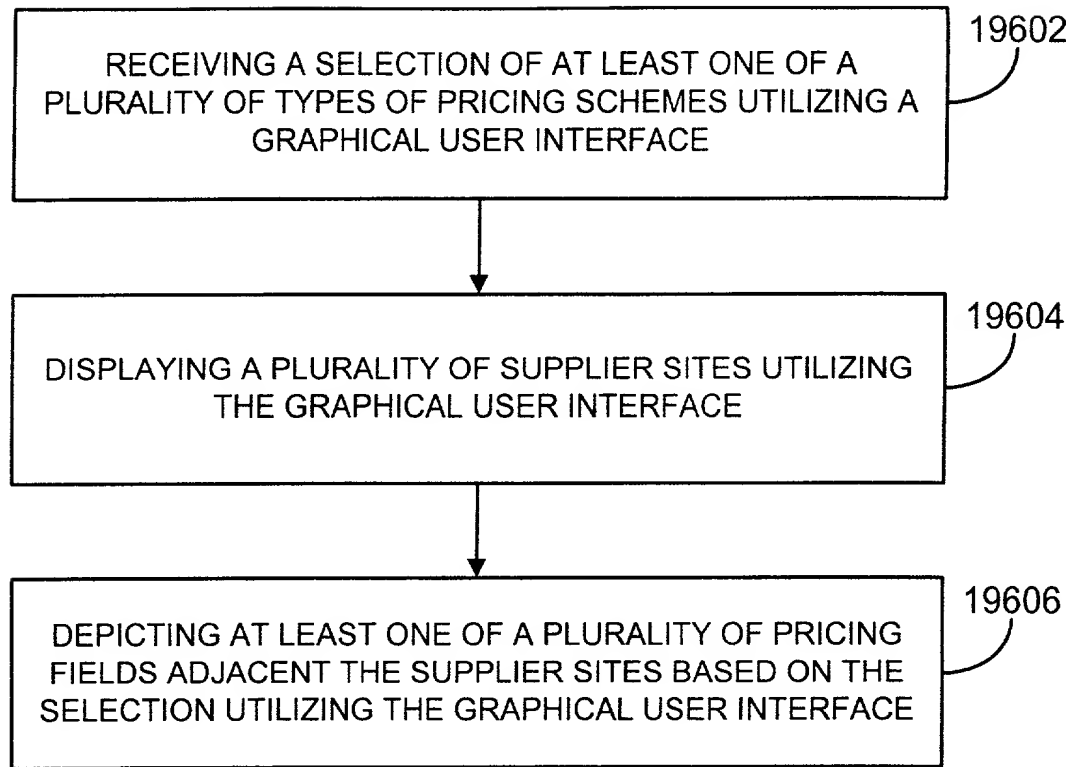 19602
RECEIVING A SELECTION OF AT LEAST ONE OF A
PLURALITY OF TYPES OF PRICING SCHEMES UTILIZING A
GRAPHICAL USER INTERFACE
19604
DISPLAYING A PLURALITY OF SUPPLIER SITES UTILIZING
THE GRAPHICAL USER INTERFACE
19606
DEPICTING AT LEAST ONE OF A PLURALITY OF PRICING
FIELDS ADJACENT THE SUPPLIER SITES BASED ON THE
SELECTION UTILIZING THE GRAPHICAL USER INTERFACE